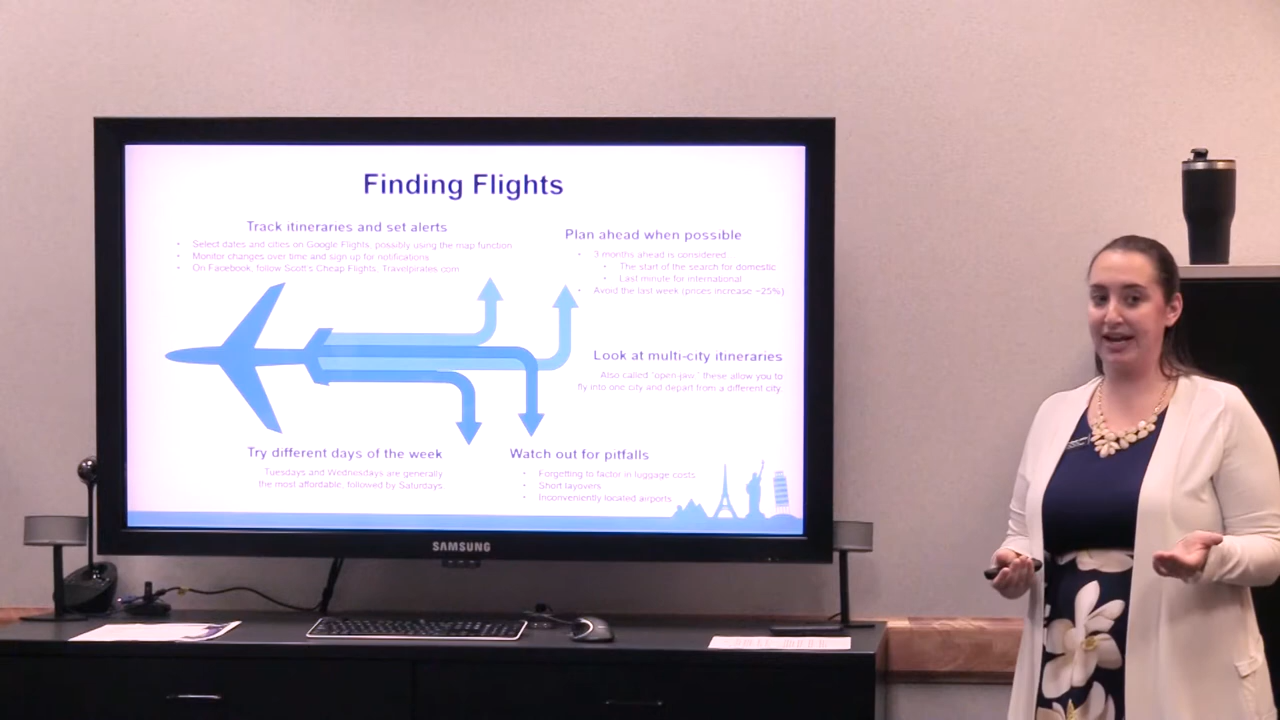 Finding Flights
Track itineraries and set alerts
• Select dates and cities on Google Flights, possibly using the map function
• Monitor changes over time and sign up for notifications
• On Facebook, follow Scott's Cheap Flights, Travelpirates.com
Plan ahead when possible
• 3 months ahead is considered
• The start of the search for domestic
• Last minute for international
• Avoid the last week (prices increase ~25%)
Look at multi-city itineraries
Also called "open-jaw," these allow you to
fly into one city and depart from a different city
Try different days of the week
Tuesdays and Wednesdays are generally
the most affordable, followed by Saturdays
Watch out for pitfalls
• Forgetting to factor in luggage costs
• Short layovers
• Inconveniently located airports
SAMSUNG